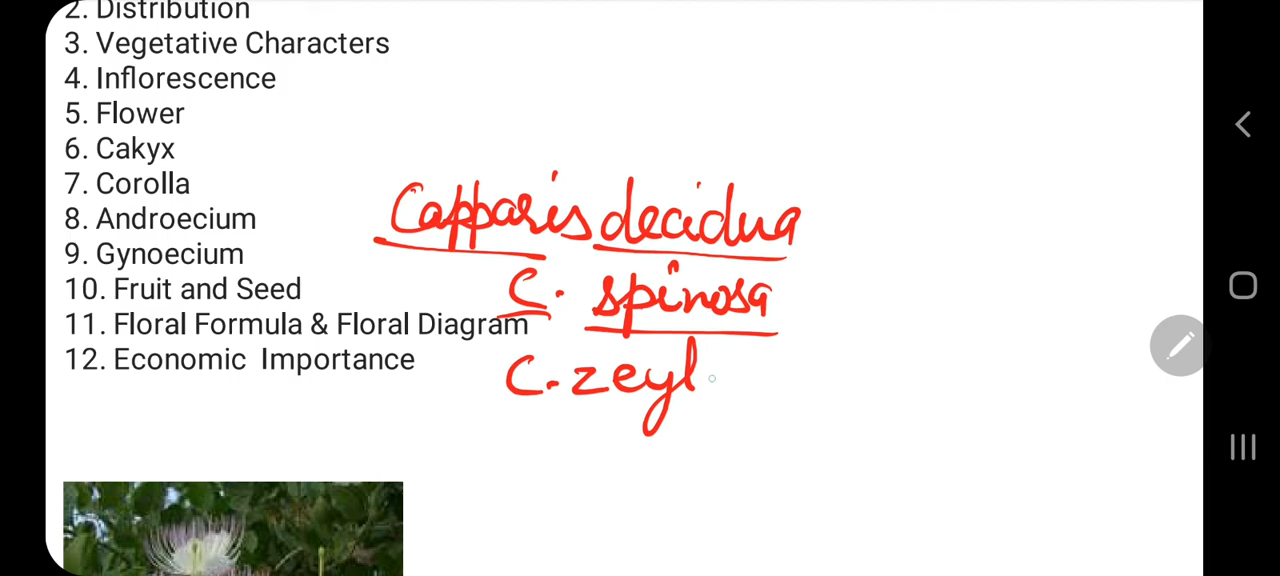 2. Distribution
3. Vegetative Characters
4. Inflorescence
5. Flower
6. Cakyx
7. Corolla
8. Androecium
9. Gynoecium
10. Fruit and Seed
11. Floral Formula & Floral Diagram
12. Economic Importance
Capparis decidua
C. spinosa
C. zeyl